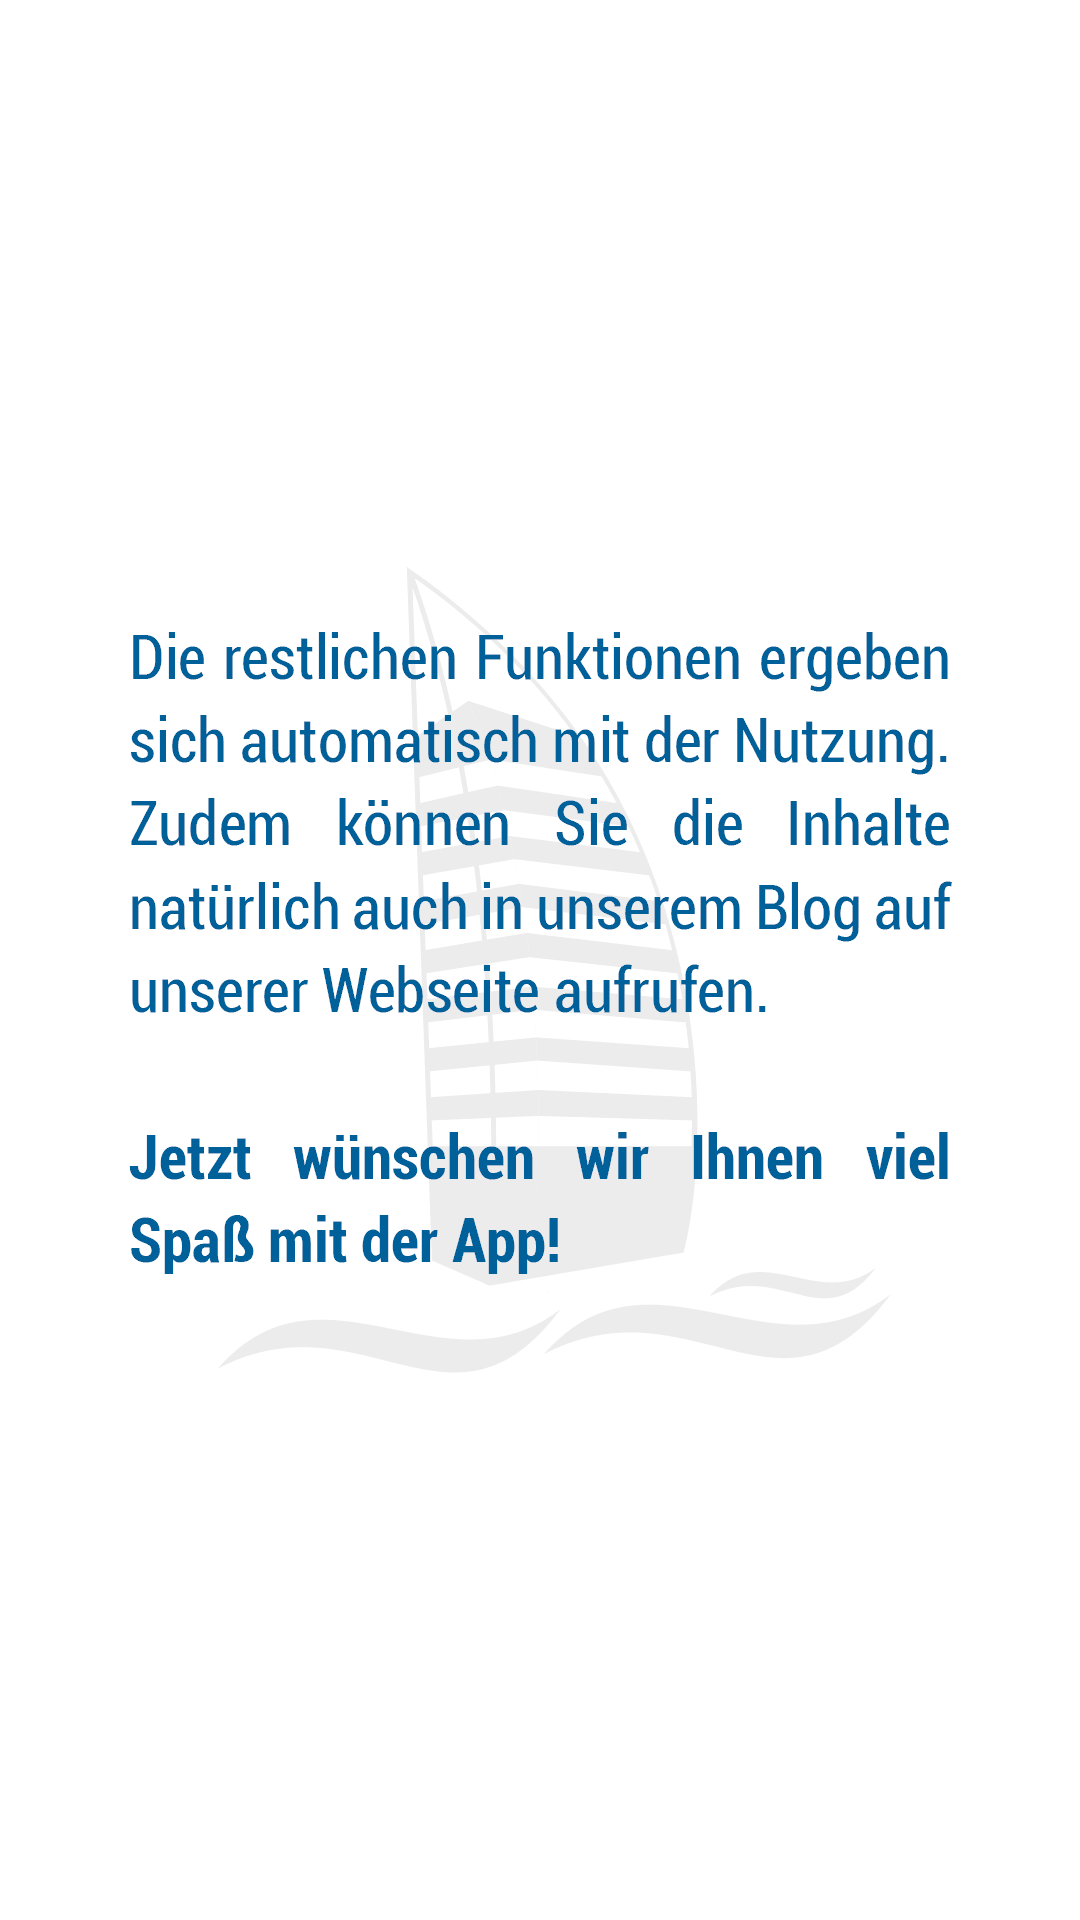 Die restlichen Funktionen ergeben
sich automatisch mit der Nutzung.
Zudem können Sie die Inhalte
natürlich auch in unserem Blog auf
unserer Webseite aufrufen.
Jetzt wünschen wir Ihnen viel
Spaß mit der App!